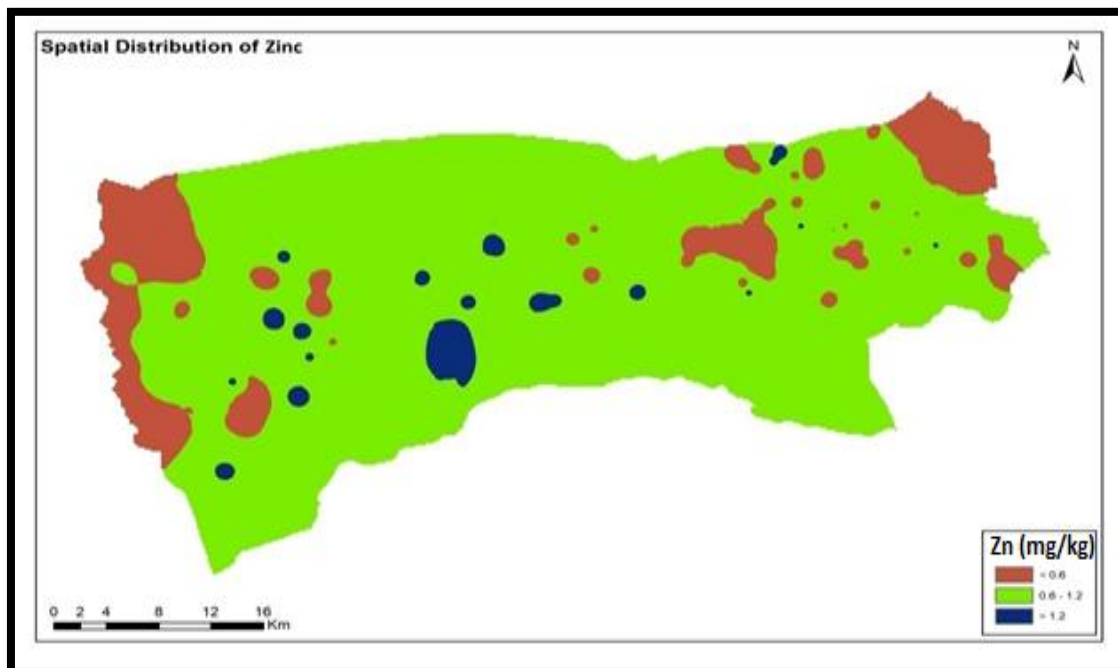 Spatial Distribution of Zinc
N
Zn (mg/kg)
< 0.6
0.6 - 1.2
> 1.2
0 2 4 8 12 16
Km